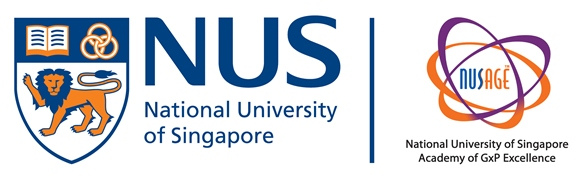 NUS
National University
of Singapore
NUSAGE
National University of Singapore
Academy of GxP Excellence